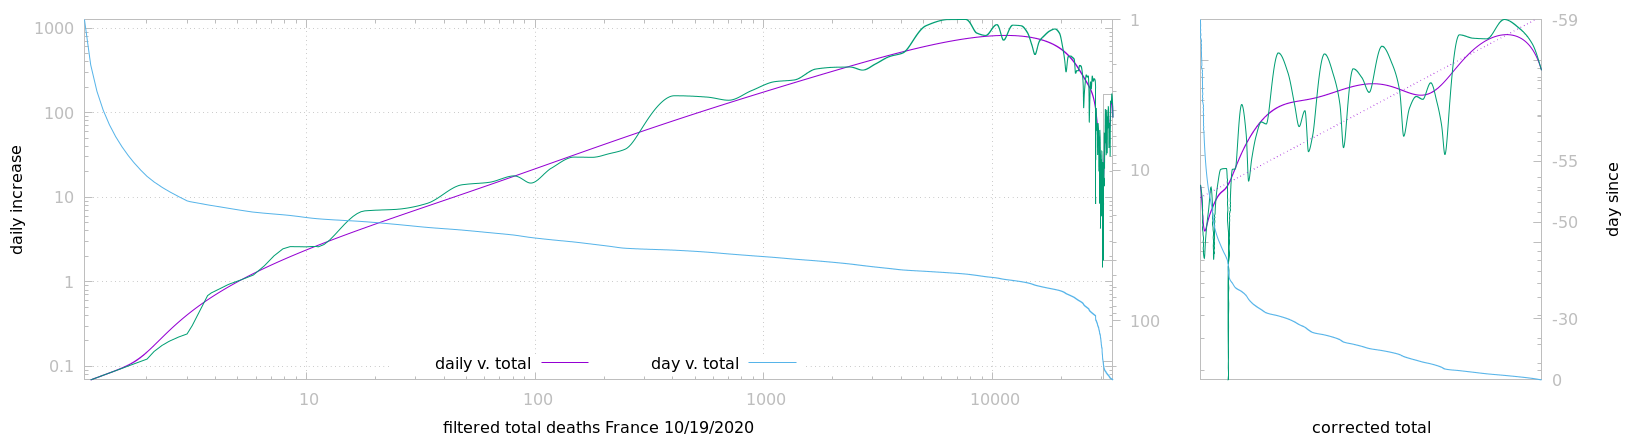 1000
100
10
1
0.1
daily increase
10
100
1000
10000
filtered total deaths France 10/19/2020
daily v. total
day v. total
1
10
100
-59
-55
-50
-30
0
day since
corrected total